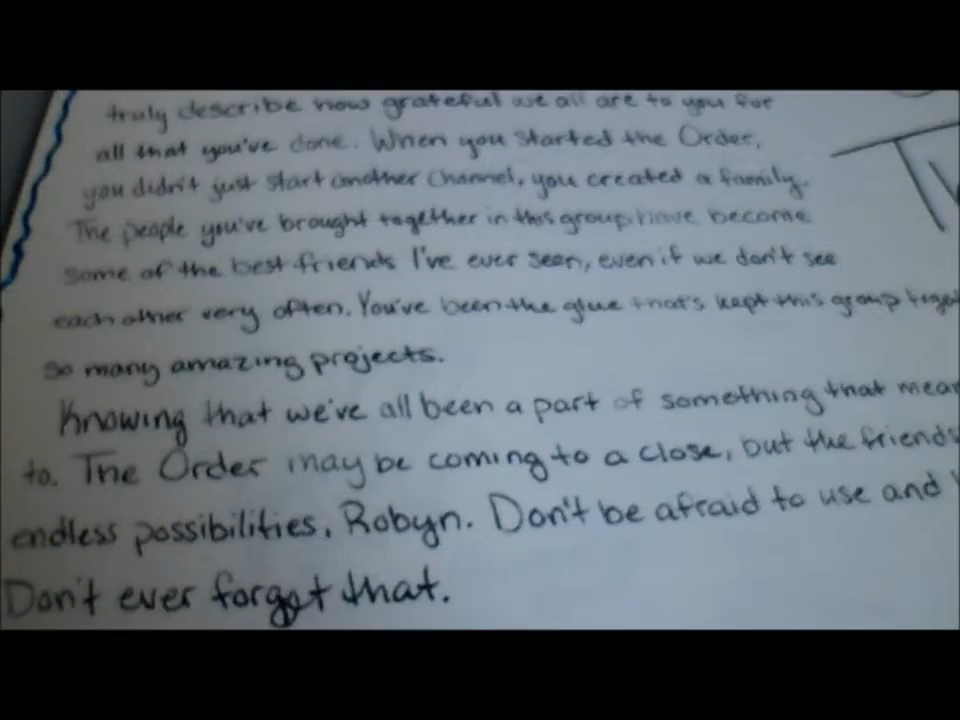 truly describe how grateful we all are to you for
all that you've done. When you started the Order,
you didn't just start another channel, you created a family.
The people you've brought together in this group have become
some of the best friends I've ever seen, even if we don't see
each other very often. You've been the glue that's kept this group
so many amazing projects.
Knowing that we've all been a part of something that
to. The Order may be coming to a close, but the
endless possibilities, Robyn. Don't be afraid to use and
Don't ever forget that.